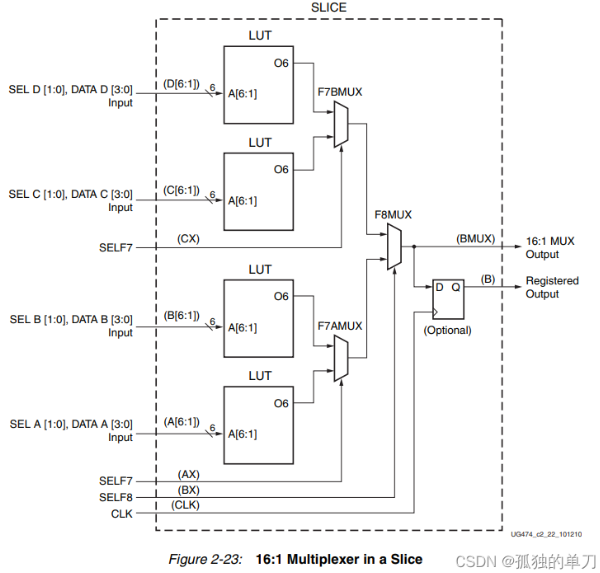 SLICE
LUT
SEL D [1:0], DATA D [3:0]
Input
(D[6:1])
6
A[6:1]
O6
F7BMUX
LUT
SEL C [1:0], DATA C [3:0]
Input
(C[6:1])
6
A[6:1]
O6
F8MUX
SELF7
(CX)
(BMUX)
16:1 MUX
Output
LUT
SEL B [1:0], DATA B [3:0]
Input
(B[6:1])
6
A[6:1]
O6
F7AMUX
D Q
(B)
Registered
Output
(Optional)
LUT
SEL A [1:0], DATA A [3:0]
Input
(A[6:1])
6
A[6:1]
O6
SELF7
(AX)
SELF8
(BX)
CLK
(CLK)
UG474_c2_22_101210
Figure 2-23: 16:1 Multiplexer in a Slice
CSDN @孤独的单刀